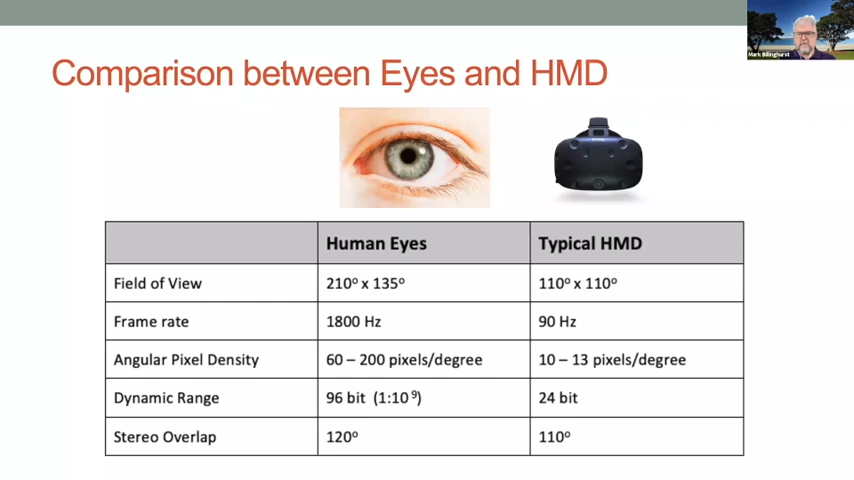 Mark Billinghurst
Comparison between Eyes and HMD
Human Eyes Typical HMD
Field of View 210º x 135º 110º x 110º
Frame rate 1800 Hz 90 Hz
Angular Pixel Density 60 – 200 pixels/degree 10 – 13 pixels/degree
Dynamic Range 96 bit (1:10⁹) 24 bit
Stereo Overlap 120º 110º